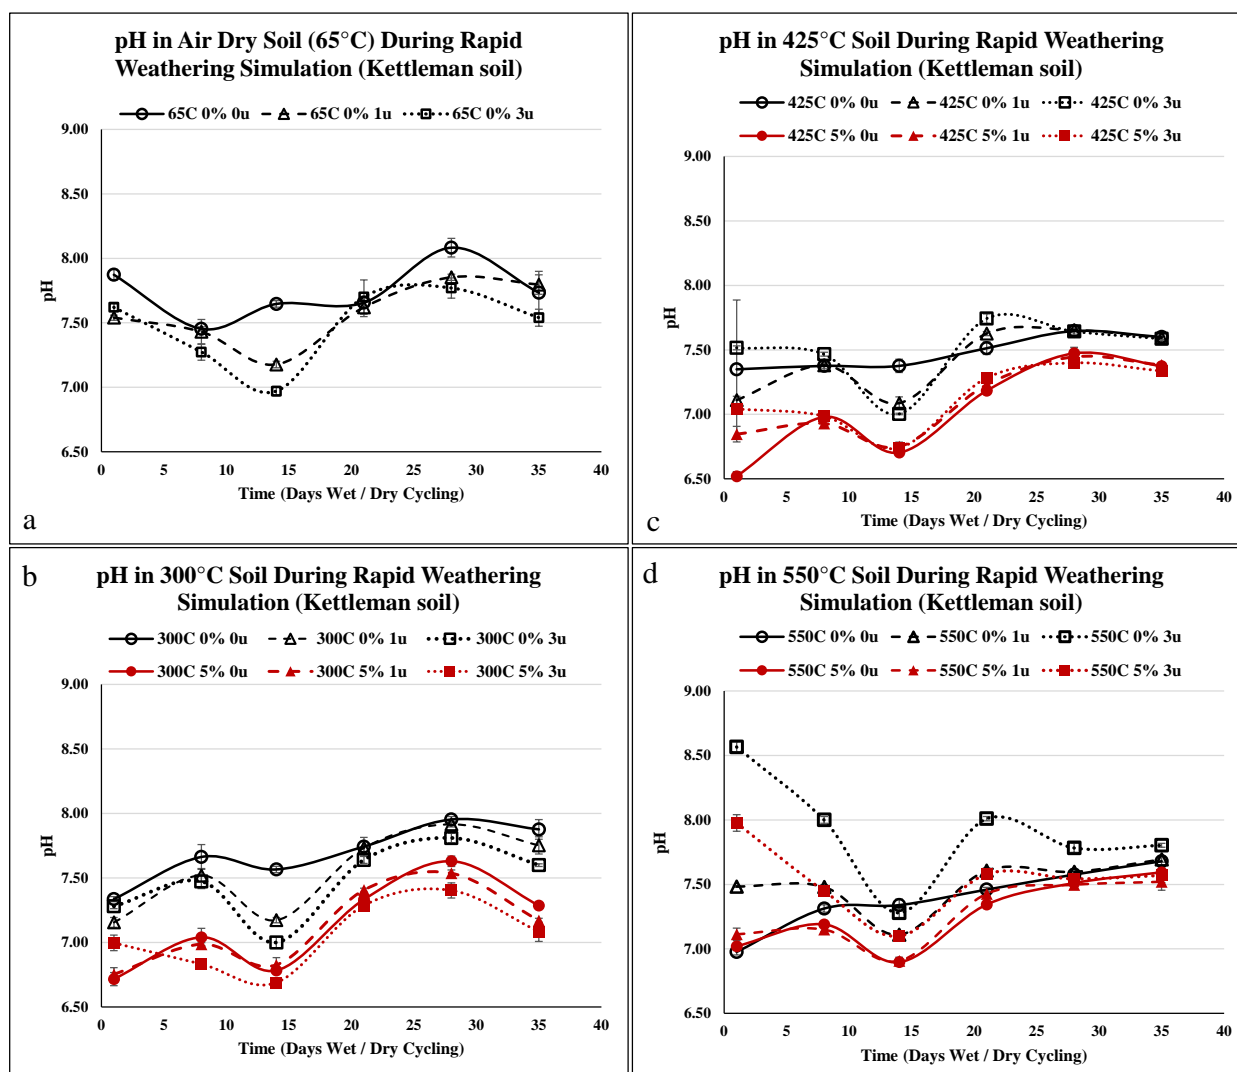 pH in Air Dry Soil (65°C) During Rapid
Weathering Simulation (Kettleman soil)
65C 0% 0u 65C 0% 1u 65C 0% 3u
9.00
8.50
8.00
7.50
7.00
6.50
pH
0 5 10 15 20 25 30 35 40
Time (Days Wet / Dry Cycling)
a
pH in 425°C Soil During Rapid Weathering
Simulation (Kettleman soil)
425C 0% 0u 425C 0% 1u 425C 0% 3u
425C 5% 0u 425C 5% 1u 425C 5% 3u
9.00
8.50
8.00
7.50
7.00
6.50
pH
0 5 10 15 20 25 30 35 40
Time (Days Wet / Dry Cycling)
c
b
pH in 300°C Soil During Rapid Weathering
Simulation (Kettleman soil)
300C 0% 0u 300C 0% 1u 300C 0% 3u
300C 5% 0u 300C 5% 1u 300C 5% 3u
9.00
8.50
8.00
7.50
7.00
6.50
pH
0 5 10 15 20 25 30 35 40
Time (Days Wet / Dry Cycling)
d
pH in 550°C Soil During Rapid Weathering
Simulation (Kettleman soil)
550C 0% 0u 550C 0% 1u 550C 0% 3u
550C 5% 0u 550C 5% 1u 550C 5% 3u
9.00
8.50
8.00
7.50
7.00
6.50
pH
0 5 10 15 20 25 30 35 40
Time (Days Wet / Dry Cycling)